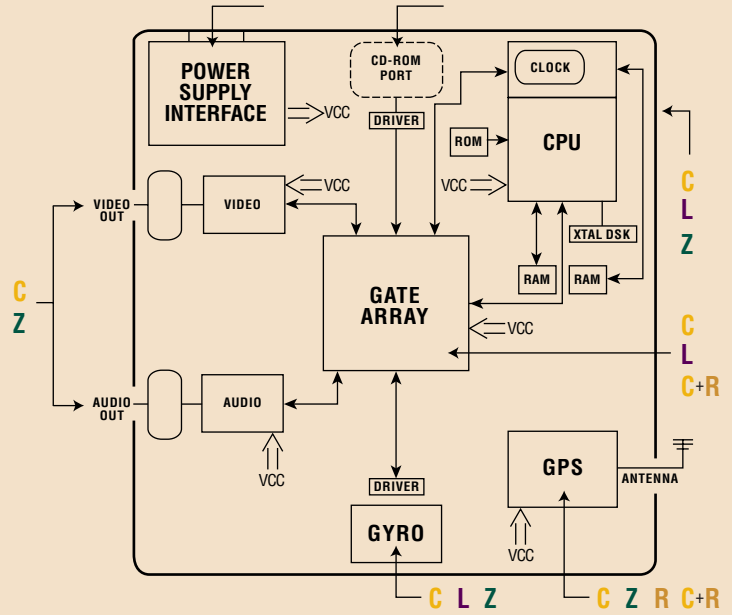 POWER
SUPPLY
INTERFACE
VCC
CD-ROM
PORT
DRIVER
CLOCK
CPU
ROM
VCC
XTAL DSK
RAM
RAM
C
L
Z
VIDEO
OUT
VIDEO
VCC
C
Z
GATE
ARRAY
VCC
C
L
C+R
AUDIO
OUT
AUDIO
VCC
DRIVER
GYRO
C L Z
GPS
ANTENNA
VCC
C Z R C+R